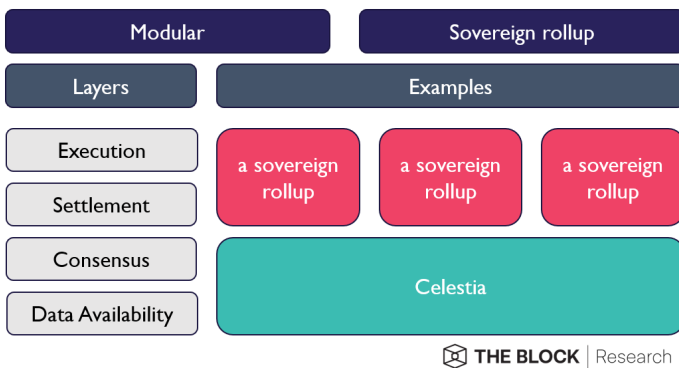 Modular
Sovereign rollup
Layers
Examples
Execution
Settlement
Consensus
Data Availability
a sovereign
rollup
a sovereign
rollup
a sovereign
rollup
Celestia
THE BLOCK | Research